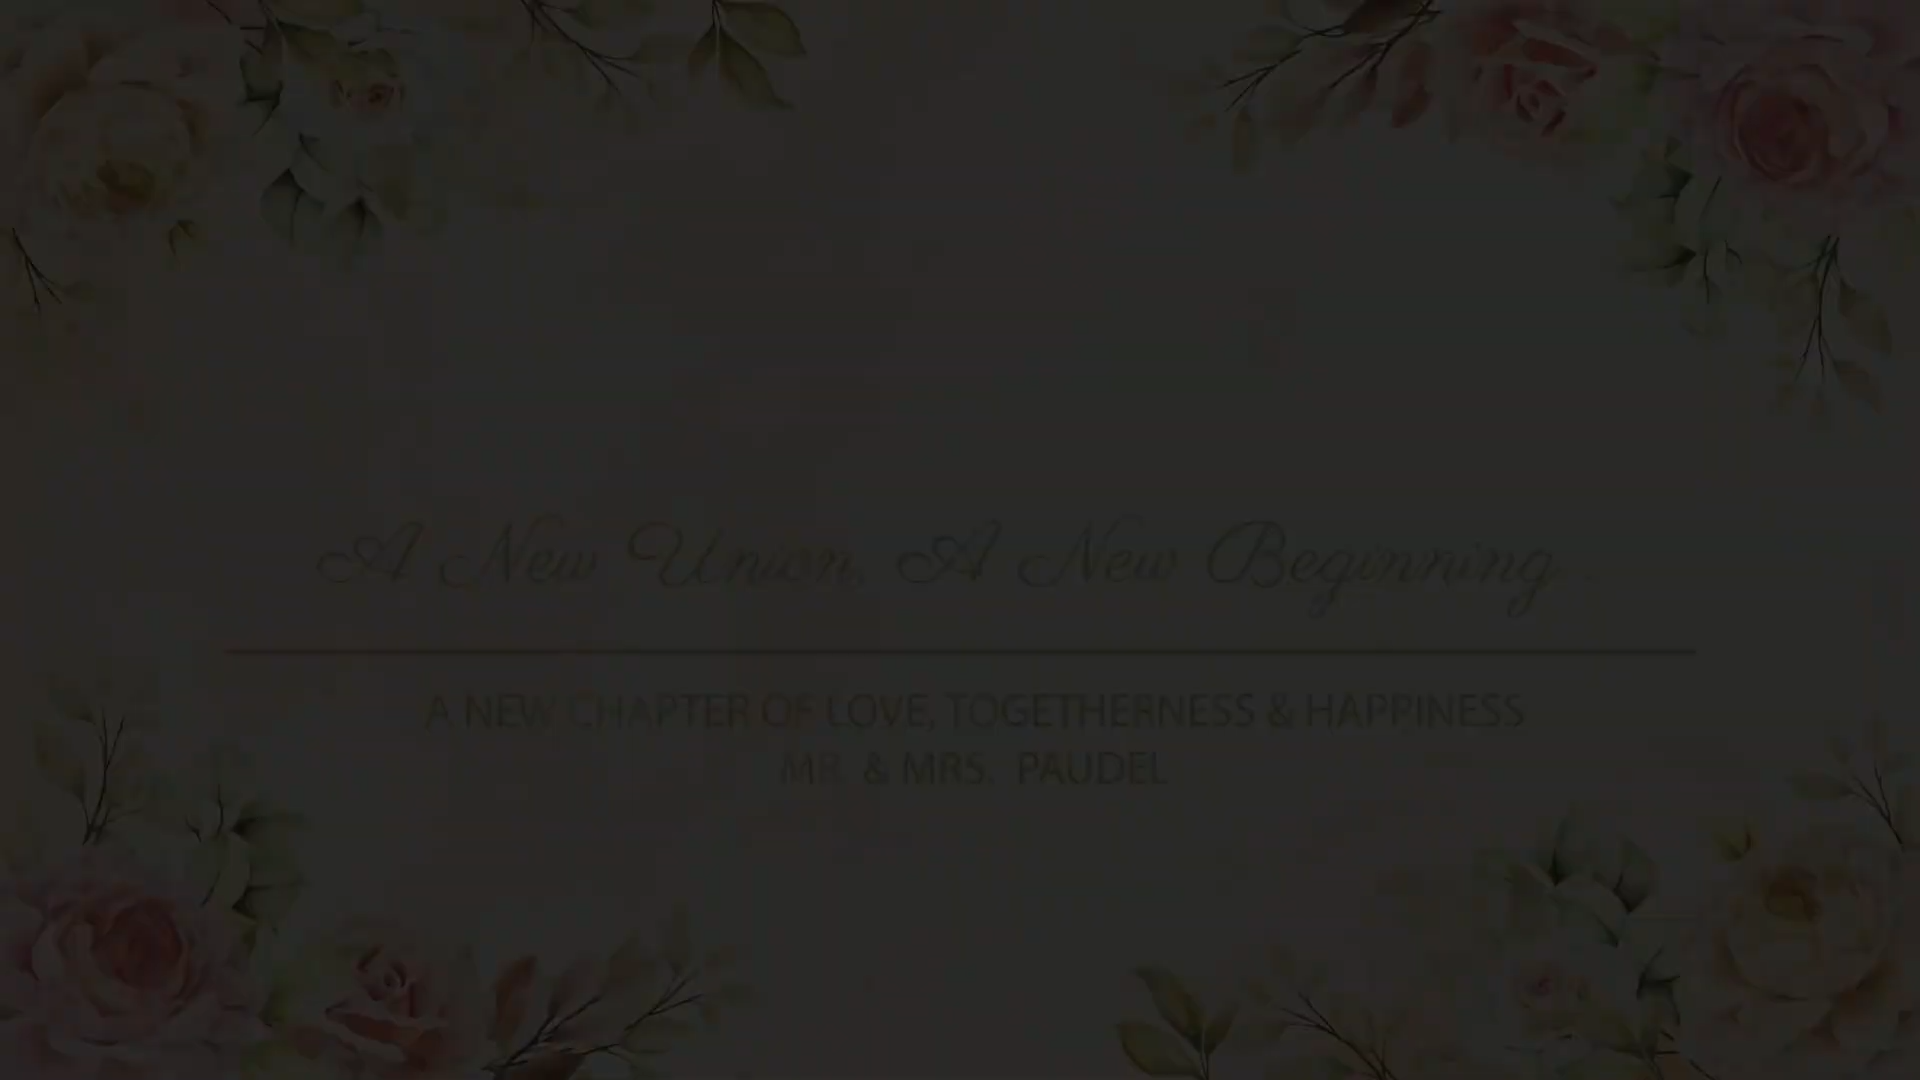 A New Union, A New Beginning
A NEW CHAPTER OF LOVE, TOGETHERNESS & HAPPINESS
MR. & MRS. PAUDEL